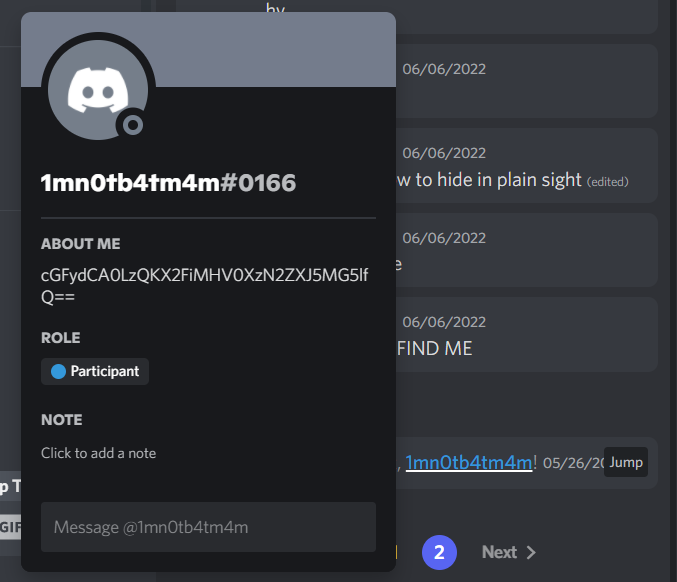 hv
06/06/2022
1mn0tb4tm4m#0166
06/06/2022
w to hide in plain sight (edited)
ABOUT ME
06/06/2022
cGFydCA0LzQKX2FiMHV0XzN2ZXJ5MG5lf
Q==
e
ROLE
06/06/2022
Participant
FIND ME
NOTE
Click to add a note
, 1mn0tb4tm4m! 05/26/20
Jump
p T
GIF
Message @1mn0tb4tm4m
2
Next